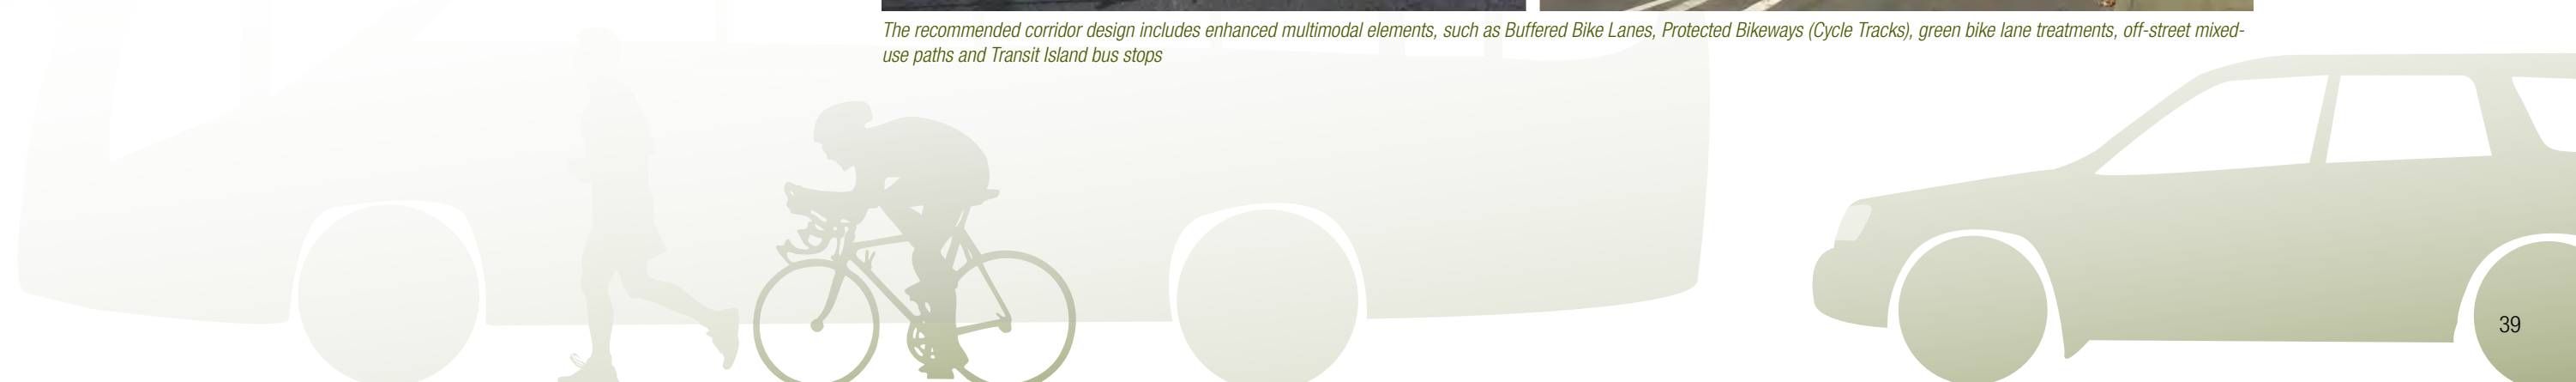 The recommended corridor design includes enhanced multimodal elements, such as Buffered Bike Lanes, Protected Bikeways (Cycle Tracks), green bike lane treatments, off-street mixed-
use paths and Transit Island bus stops
39